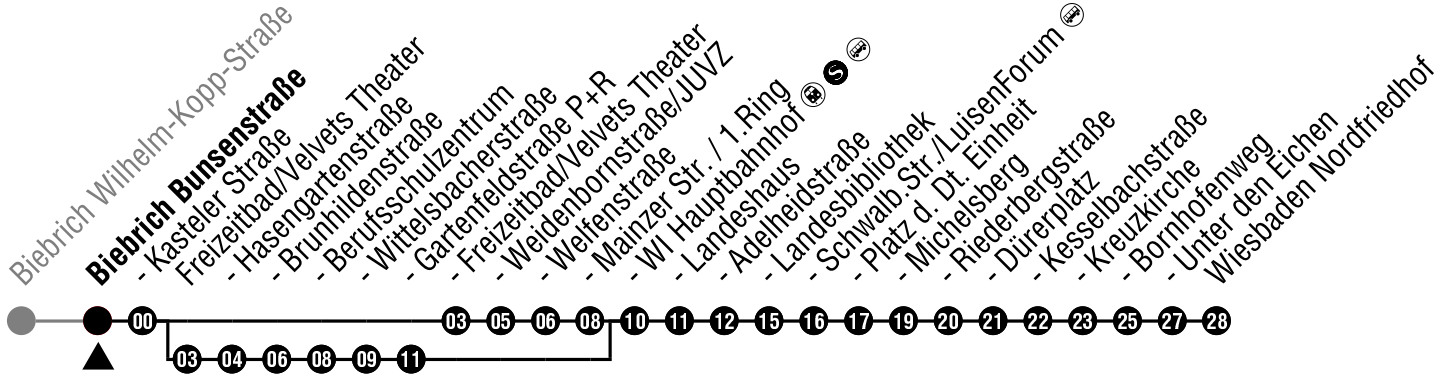 Biebrich Wilhelm-Kopp-Straße
Biebrich Bunsenstraße
- Kasteler Straße
Freizeitbad/Velvets Theater
- Hasengartenstraße
- Brunhildenstraße
- Berufsschulzentrum
- Wittelsbacherstraße
- Gartenfeldstraße P+R
- Freizeitbad/Velvets Theater
- Weidenbornstraße/JUVZ
- Welfenstraße
- Mainzer Str. / 1.Ring
- WI Hauptbahnhof S
- Landeshaus
- Adelheidstraße
- Landesbibliothek
- Schwalb.Str./LuisenForum
- Platz d. Dt. Einheit
- Michelsberg
- Riederbergstraße
- Dürerplatz
- Kesselbachstraße
- Kreuzkirche
- Bornhofenweg
- Unter den Eichen
Wiesbaden Nordfriedhof
00 03 05 06 08 10 11 12 15 16 17 19 20 21 22 23 25 27 28
03 04 06 08 09 11